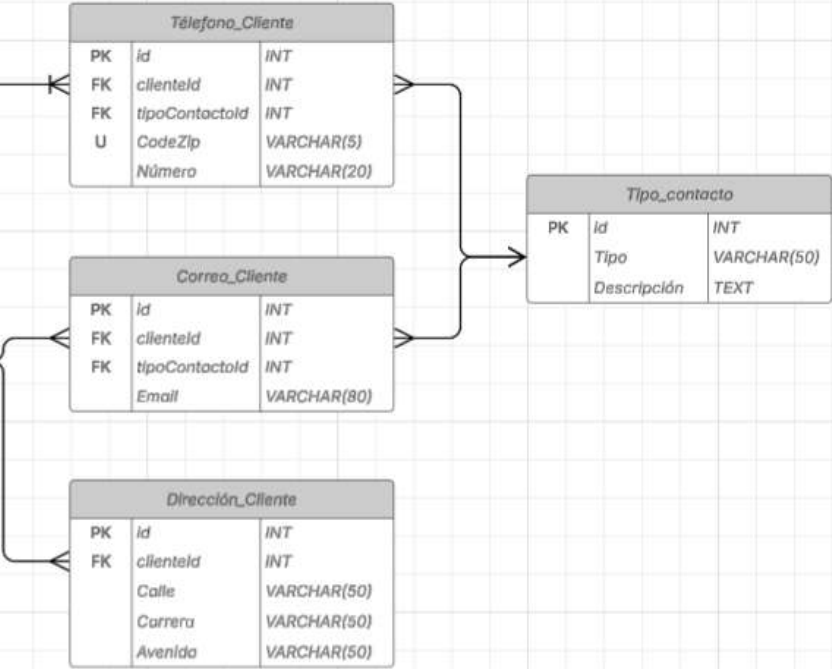 Télefono_Cliente
PK id INT
FK clienteId INT
FK tipoContactoId INT
U CodeZip VARCHAR(5)
Número VARCHAR(20)
Tipo_contacto
PK id INT
Tipo VARCHAR(50)
Descripción TEXT
Correo_Cliente
PK id INT
FK clienteId INT
FK tipoContactoId INT
Email VARCHAR(80)
Dirección_Cliente
PK id INT
FK clienteId INT
Calle VARCHAR(50)
Carrera VARCHAR(50)
Avenida VARCHAR(50)